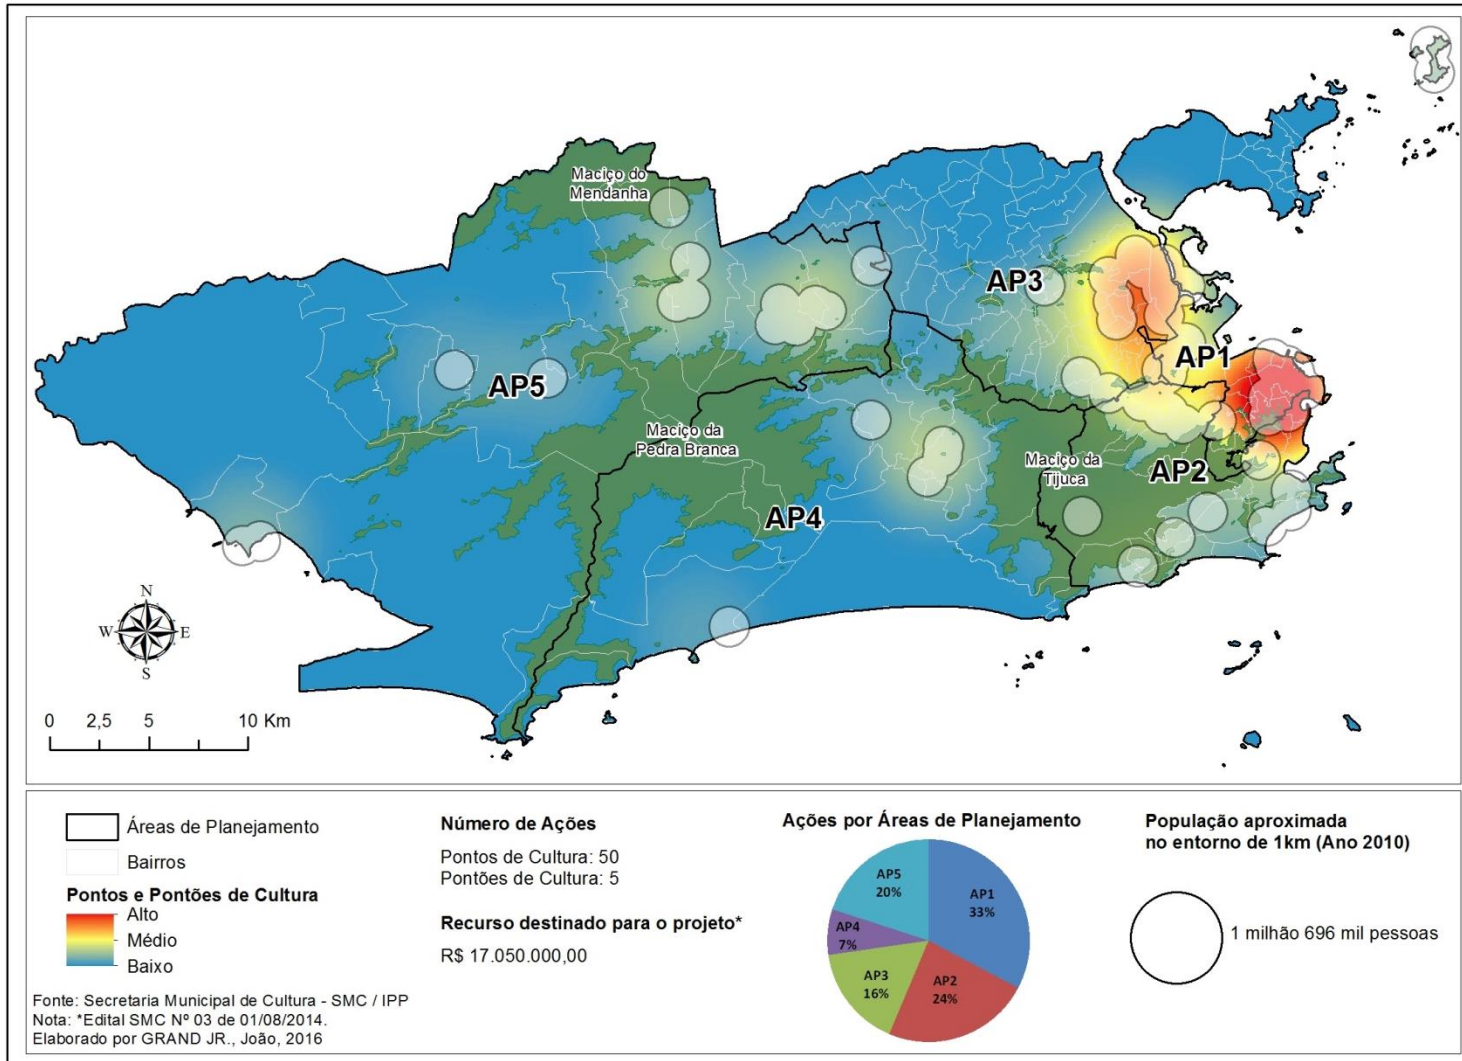 Maciço do
Mendanha
AP3
AP1
AP5
Maciço da
Pedra Branca
Maciço da
Tijuca
AP2
AP4
N
W
E
S
0
2,5
5
10 Km
Áreas de Planejamento
Bairros
Pontos e Pontões de Cultura
Alto
Médio
Baixo
Fonte: Secretaria Municipal de Cultura - SMC / IPP
Nota: *Edital SMC Nº 03 de 01/08/2014.
Elaborado por GRAND JR., João, 2016
Número de Ações
Pontos de Cultura: 50
Pontões de Cultura: 5
Recurso destinado para o projeto*
R$ 17.050.000,00
Ações por Áreas de Planejamento
AP5
20%
AP1
33%
AP4
7%
AP3
16%
AP2
24%
População aproximada
no entorno de 1km (Ano 2010)
1 milhão 696 mil pessoas